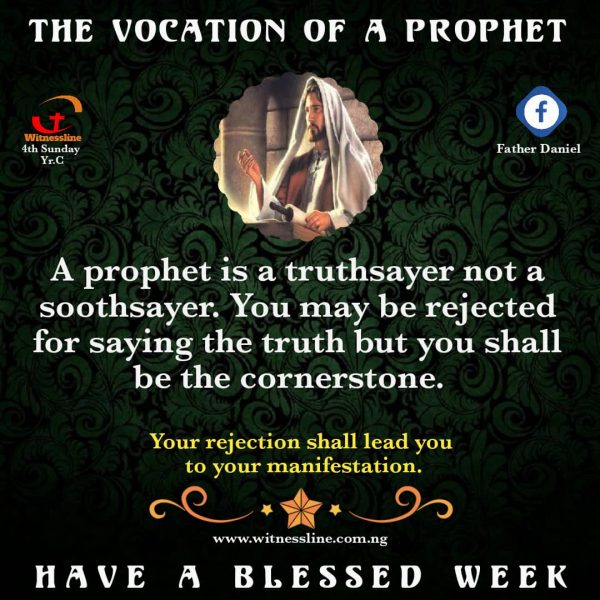 THE VOCATION OF A PROPHET
Witnessline
4th Sunday
Yr.C
f
Father Daniel
A prophet is a truthsayer not a
soothsayer. You may be rejected
for saying the truth but you shall
be the cornerstone.
Your rejection shall lead you
to your manifestation.
www.witnessline.com.ng
HAVE A BLESSED WEEK